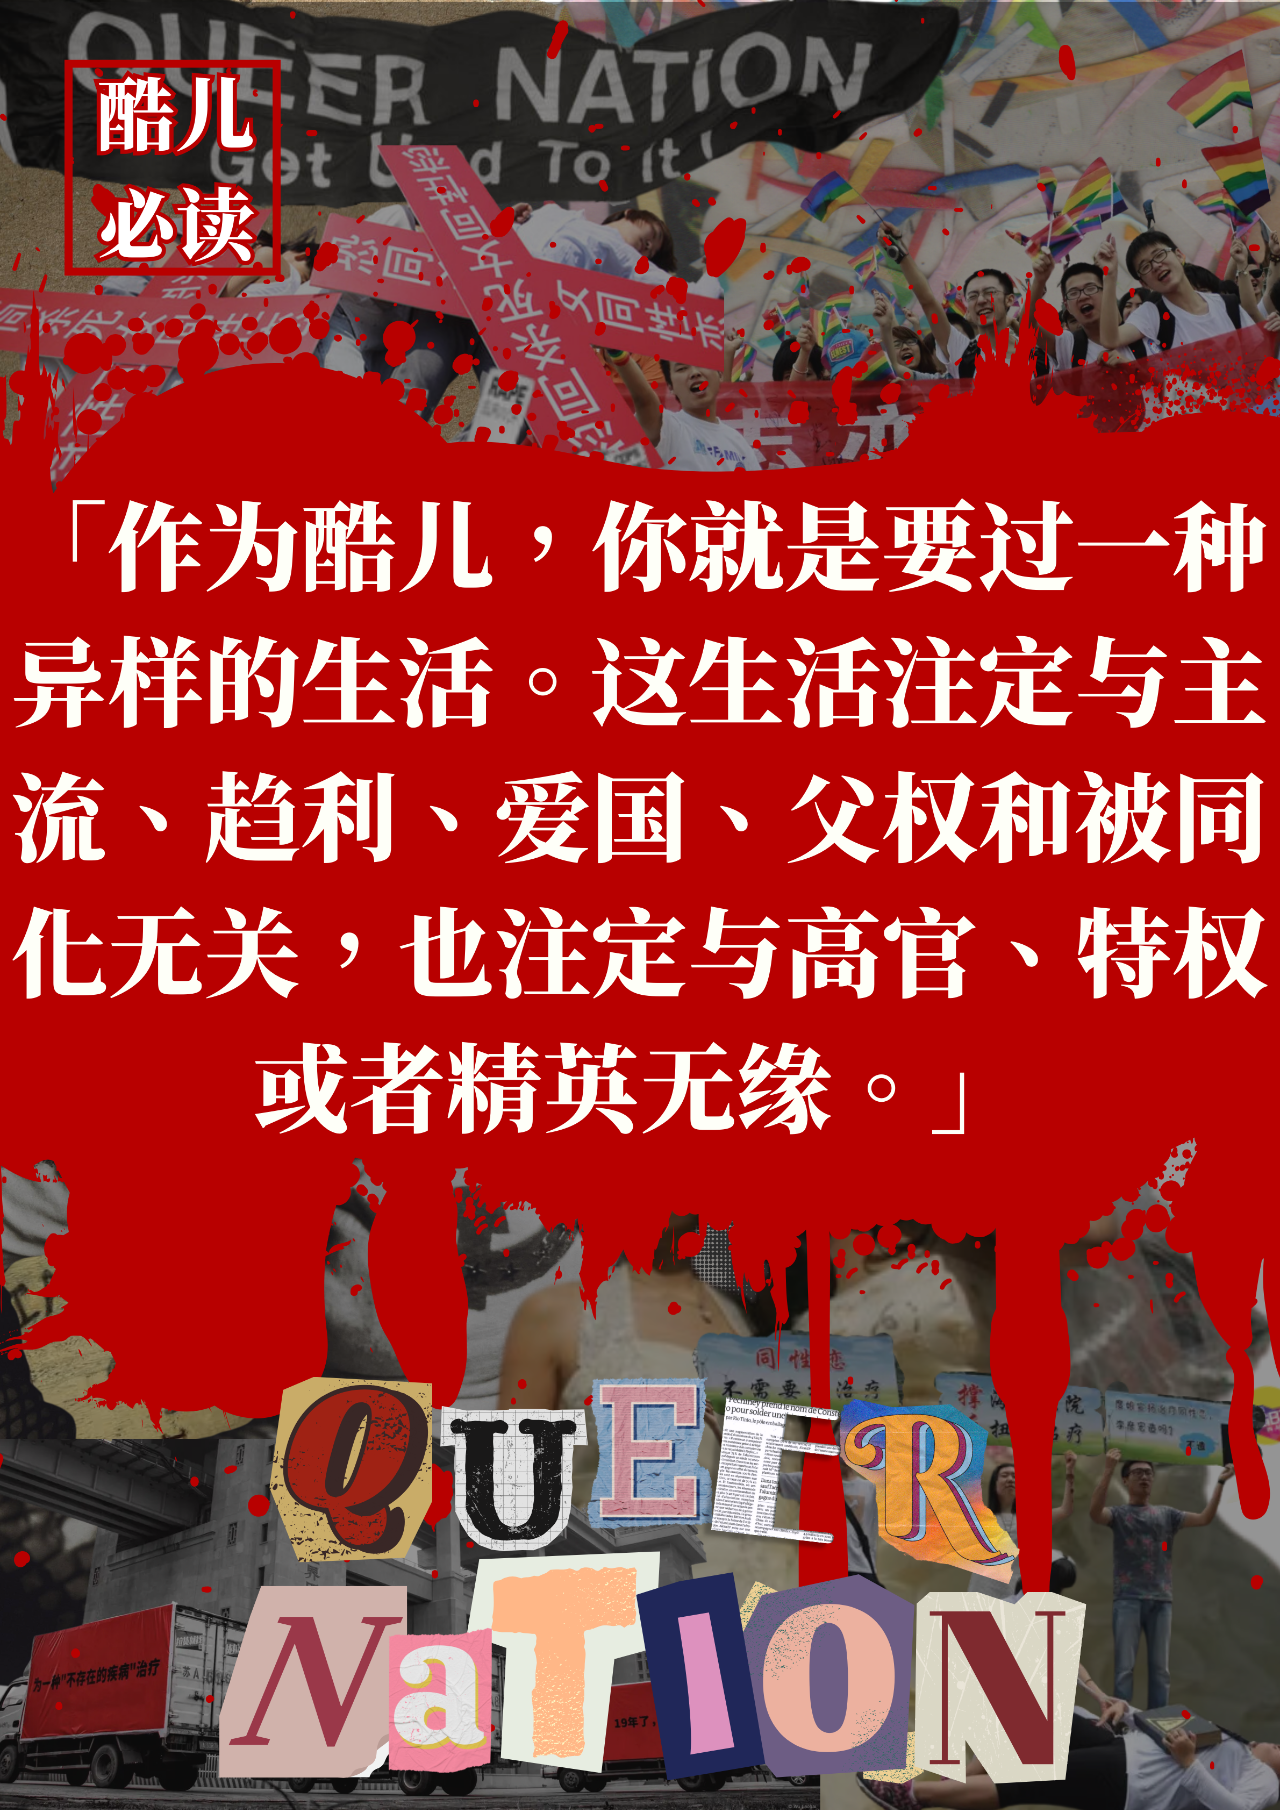 QUEER NATION
Get Used To It!
酷儿
必读
「作为酷儿，你就是要过一种
异样的生活。这生活注定与主
流、趋利、爱国、父权和被同
化无关，也注定与高官、特权
或者精英无缘。」
同性恋
不需要 治疗
QUEER
NaTION
为一种"不存在的疾病"治疗
19年了，